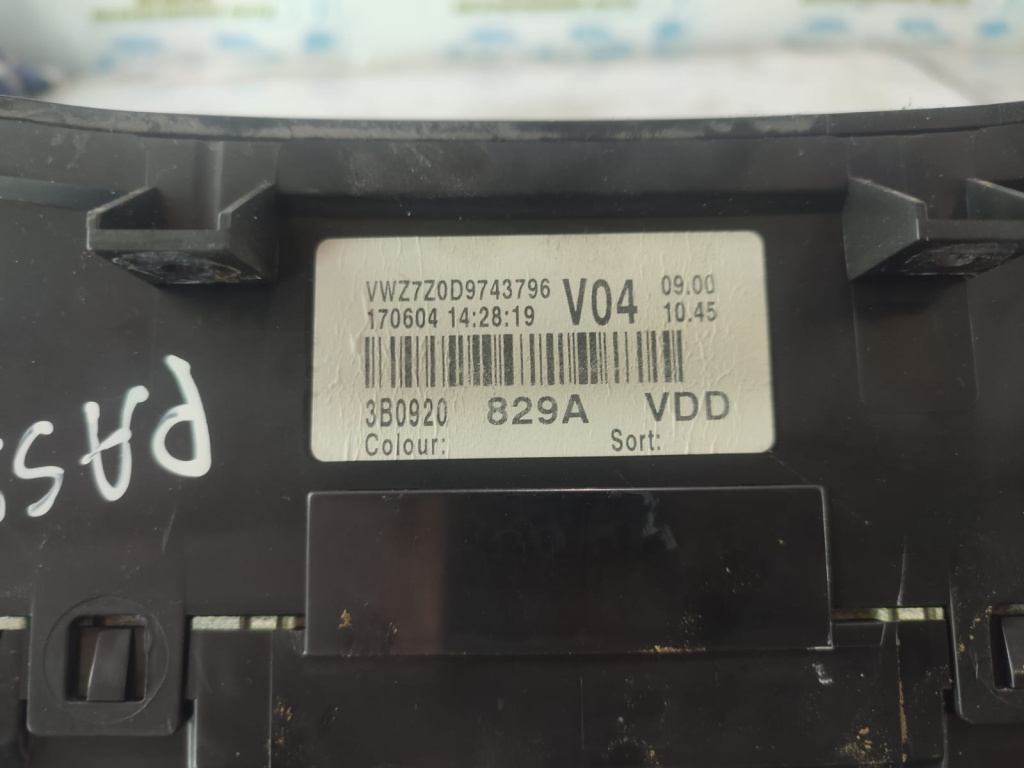 VWZ7Z0D9743796 V04 09.00
170604 14:28:19 10.45
3B0920 829A VDD
Colour: Sort:
PASS